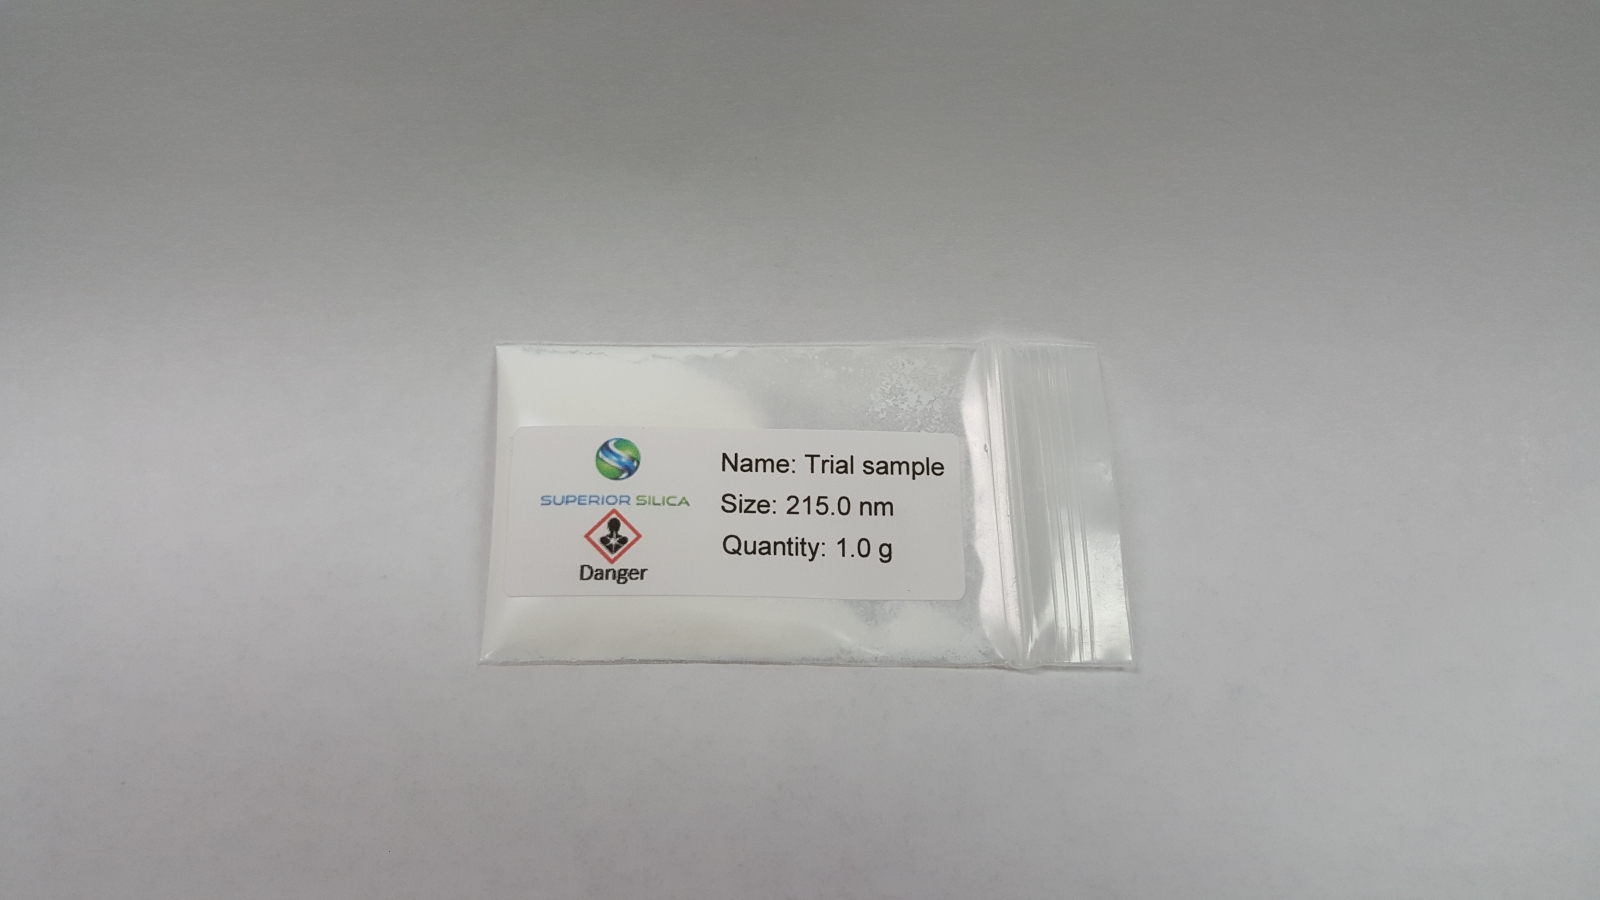 SUPERIOR SILICA
Danger
Name: Trial sample
Size: 215.0 nm
Quantity: 1.0 g